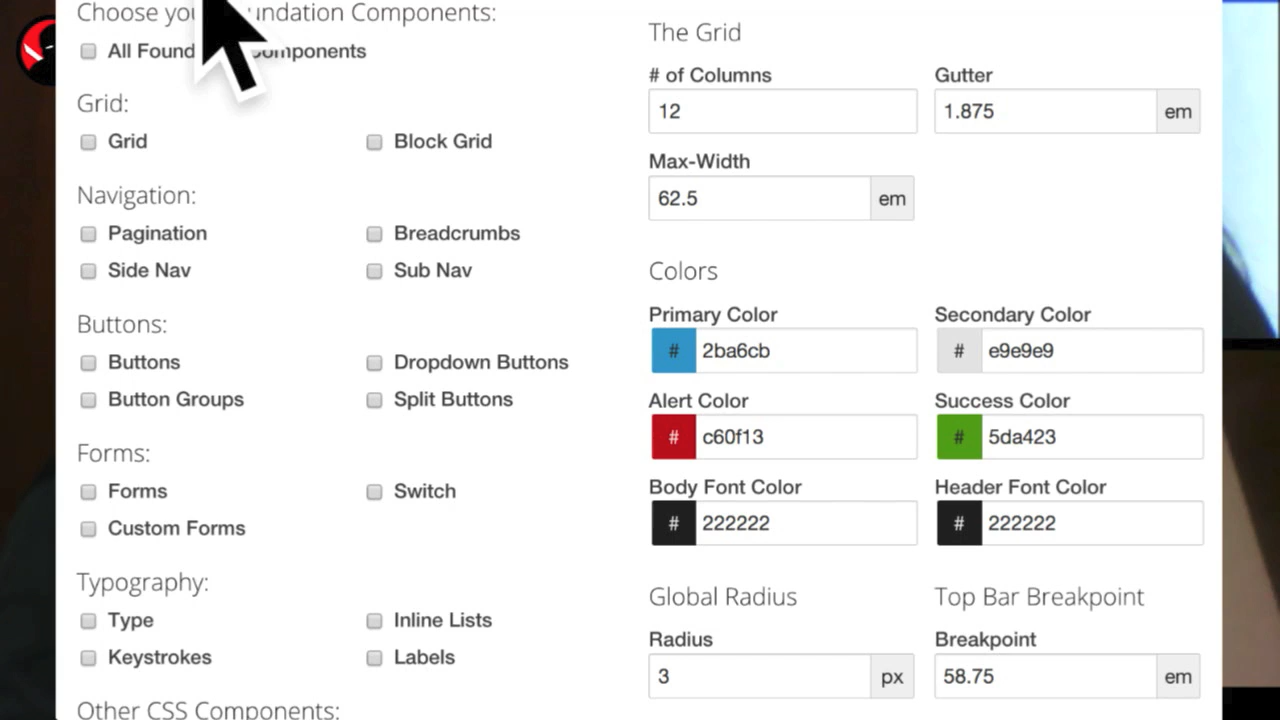 Choose you undation Components:
All Found omponents
Grid:
Grid
Block Grid
Navigation:
Pagination
Breadcrumbs
Side Nav
Sub Nav
Buttons:
Buttons
Dropdown Buttons
Button Groups
Split Buttons
Forms:
Forms
Switch
Custom Forms
Typography:
Type
Inline Lists
Keystrokes
Labels
Other CSS Components:
The Grid
# of Columns
Gutter
12
1.875 em
Max-Width
62.5 em
Colors
Primary Color
Secondary Color
# 2ba6cb
# e9e9e9
Alert Color
Success Color
# c60f13
# 5da423
Body Font Color
Header Font Color
# 222222
# 222222
Global Radius
Top Bar Breakpoint
Radius
Breakpoint
3 px
58.75 em